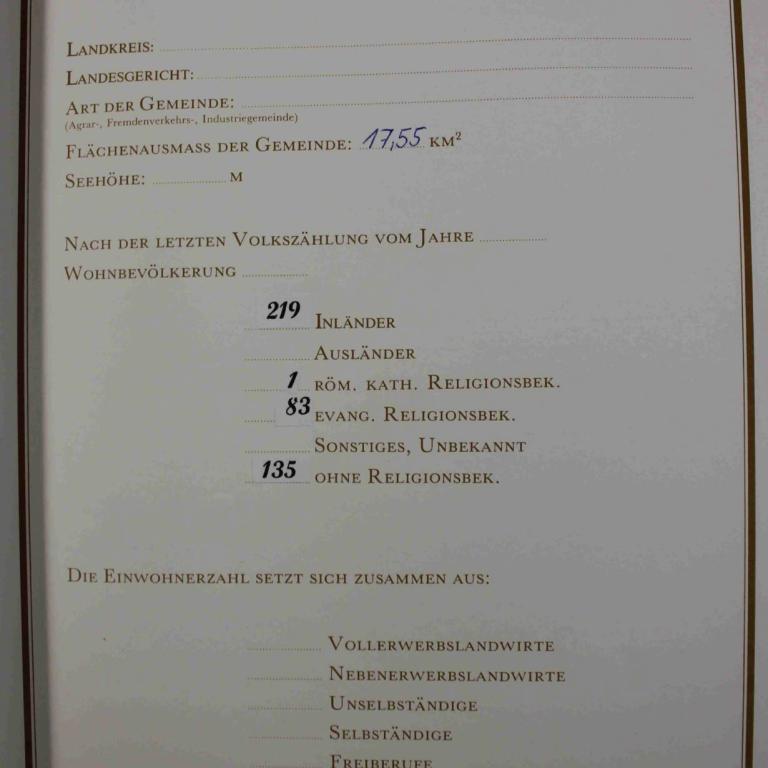 LANDKREIS:
LANDESGERICHT:
ART DER GEMEINDE:
(Agrar-, Fremdenverkehrs-, Industriegemeinde)
FLÄCHENAUSMASS DER GEMEINDE: 17,55 KM²
SEEHÖHE: M
NACH DER LETZTEN VOLKSZÄHLUNG VOM JAHRE
WOHNBEVÖLKERUNG
219 INLÄNDER
AUSLÄNDER
1 RÖM. KATH. RELIGIONSBEK.
83 EVANG. RELIGIONSBEK.
SONSTIGES, UNBEKANNT
135 OHNE RELIGIONSBEK.
DIE EINWOHNERZAHL SETZT SICH ZUSAMMEN AUS:
VOLLERWERBSLANDWIRTE
NEBENERWERBSLANDWIRTE
UNSELBSTÄNDIGE
SELBSTÄNDIGE
FREIBERUFE